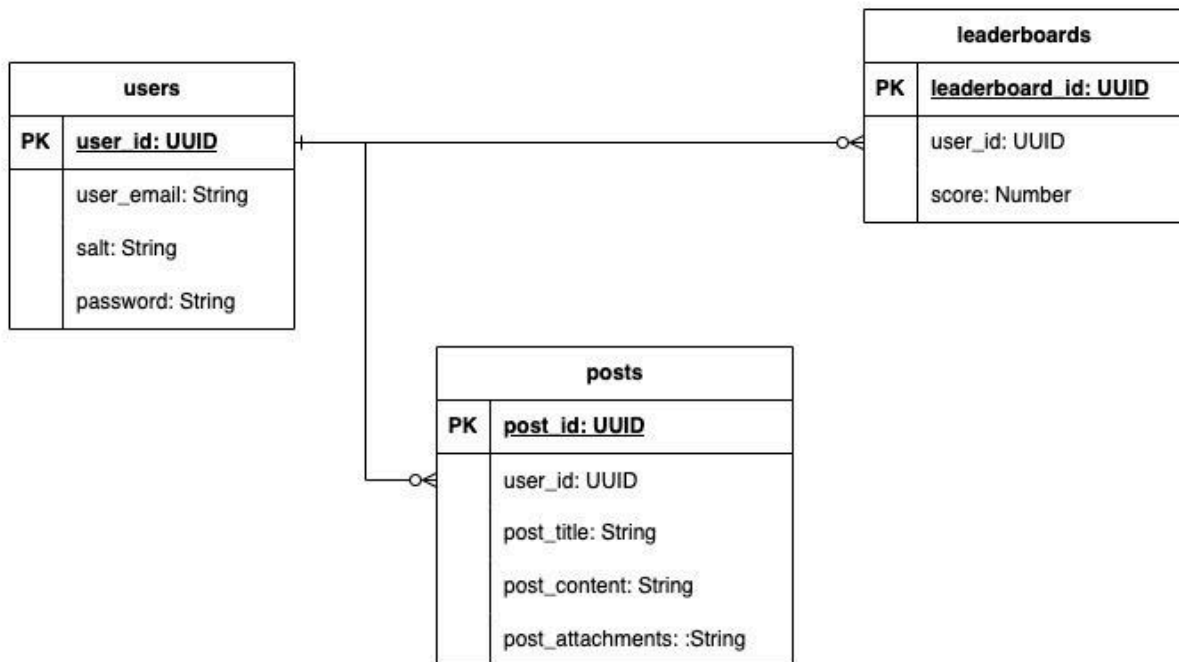 users
PK user_id: UUID
user_email: String
salt: String
password: String
leaderboards
PK leaderboard_id: UUID
user_id: UUID
score: Number
posts
PK post_id: UUID
user_id: UUID
post_title: String
post_content: String
post_attachments: :String